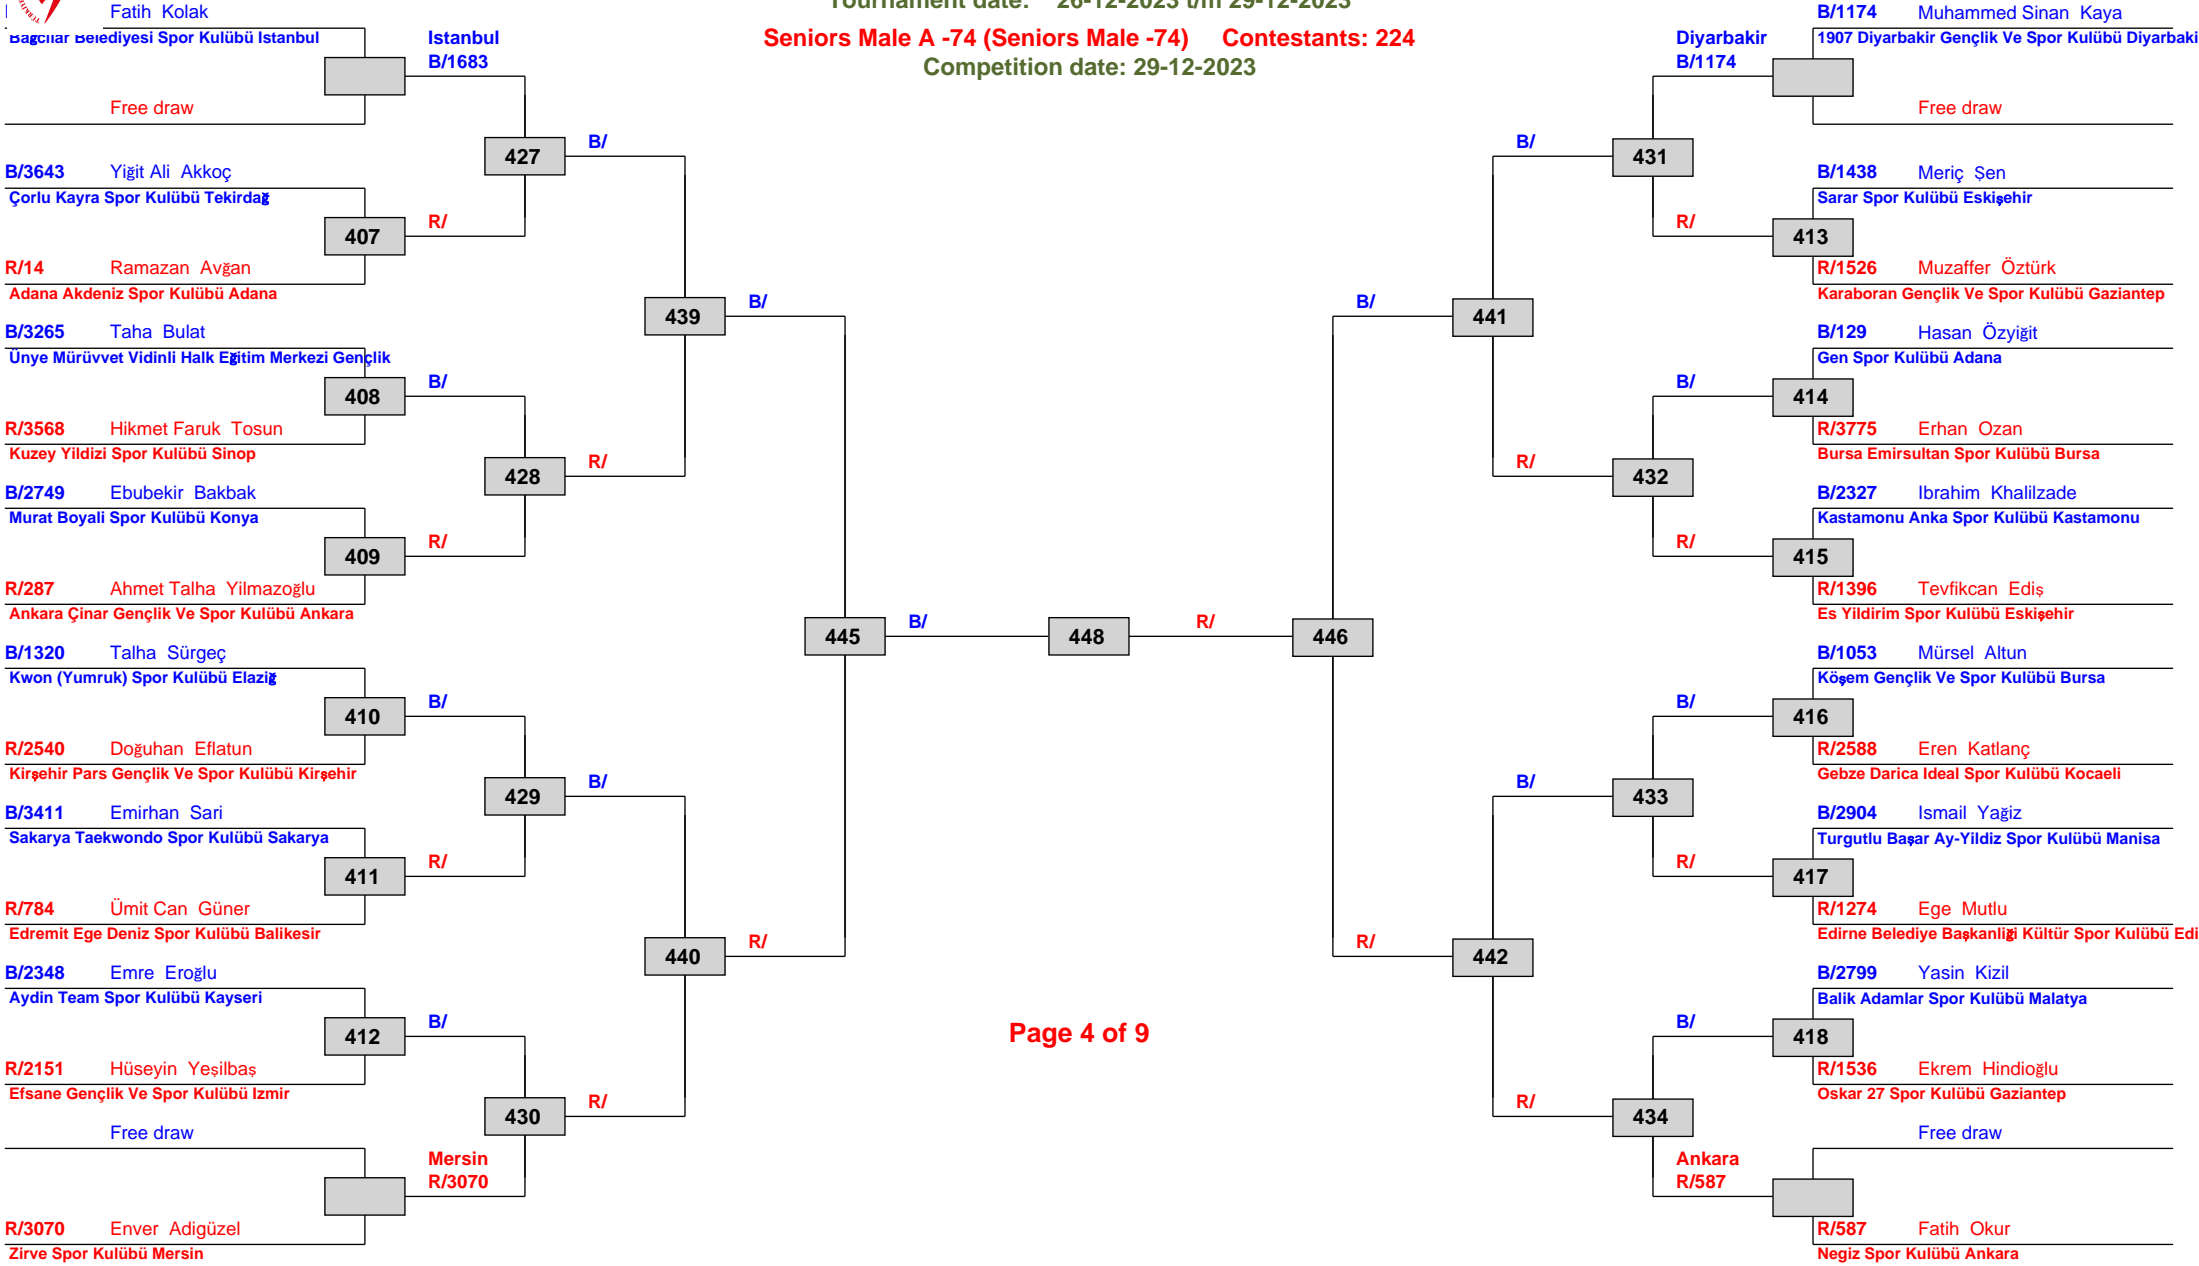 Tournament date: 26-12-2023 t/m 29-12-2023
Seniors Male A -74 (Seniors Male -74) Contestants: 224
Competition date: 29-12-2023
Fatih Kolak
Bağcilar Belediyesi Spor Kulübü Istanbul
Free draw
Istanbul
B/1683
B/3643 Yiğit Ali Akkoç
Çorlu Kayra Spor Kulübü Tekirdağ
407
R/14 Ramazan Avğan
Adana Akdeniz Spor Kulübü Adana
R/
427
B/
B/3265 Taha Bulat
Ünye Mürüvvet Vidinli Halk Eğitim Merkezi Gençlik
408
R/3568 Hikmet Faruk Tosun
Kuzey Yildizi Spor Kulübü Sinop
B/
B/2749 Ebubekir Bakbak
Murat Boyali Spor Kulübü Konya
409
R/287 Ahmet Talha Yilmazoğlu
Ankara Çinar Gençlik Ve Spor Kulübü Ankara
R/
428
R/
439
B/
B/1320 Talha Sürgeç
Kwon (Yumruk) Spor Kulübü Elaziğ
410
R/2540 Doğuhan Eflatun
Kirşehir Pars Gençlik Ve Spor Kulübü Kirşehir
B/
B/3411 Emirhan Sari
Sakarya Taekwondo Spor Kulübü Sakarya
411
R/784 Ümit Can Güner
Edremit Ege Deniz Spor Kulübü Balikesir
R/
429
B/
B/2348 Emre Eroğlu
Aydin Team Spor Kulübü Kayseri
412
R/2151 Hüseyin Yeşilbaş
Efsane Gençlik Ve Spor Kulübü Izmir
B/
Free draw
R/3070 Enver Adigüzel
Zirve Spor Kulübü Mersin
Mersin
R/3070
430
R/
440
R/
445
B/
448
R/
446
B/
441
B/
431
Diyarbakir
B/1174
B/1174 Muhammed Sinan Kaya
1907 Diyarbakir Gençlik Ve Spor Kulübü Diyarbaki
Free draw
R/
B/1438 Meriç Şen
Sarar Spor Kulübü Eskişehir
413
R/1526 Muzaffer Öztürk
Karaboran Gençlik Ve Spor Kulübü Gaziantep
R/
432
B/
B/129 Hasan Özyiğit
Gen Spor Kulübü Adana
414
R/3775 Erhan Ozan
Bursa Emirsultan Spor Kulübü Bursa
R/
B/2327 Ibrahim Khalilzade
Kastamonu Anka Spor Kulübü Kastamonu
415
R/1396 Tevfikcan Ediş
Es Yildirim Spor Kulübü Eskişehir
R/
442
B/
433
B/
B/1053 Mürsel Altun
Köşem Gençlik Ve Spor Kulübü Bursa
416
R/2588 Eren Katlanç
Gebze Darica Ideal Spor Kulübü Kocaeli
R/
B/2904 Ismail Yağiz
Turgutlu Başar Ay-Yildiz Spor Kulübü Manisa
417
R/1274 Ege Mutlu
Edirne Belediye Başkanliği Kültür Spor Kulübü Edi
R/
434
B/
B/2799 Yasin Kizil
Balik Adamlar Spor Kulübü Malatya
418
R/1536 Ekrem Hindioğlu
Oskar 27 Spor Kulübü Gaziantep
Ankara
R/587
Free draw
R/587 Fatih Okur
Negiz Spor Kulübü Ankara
Page 4 of 9